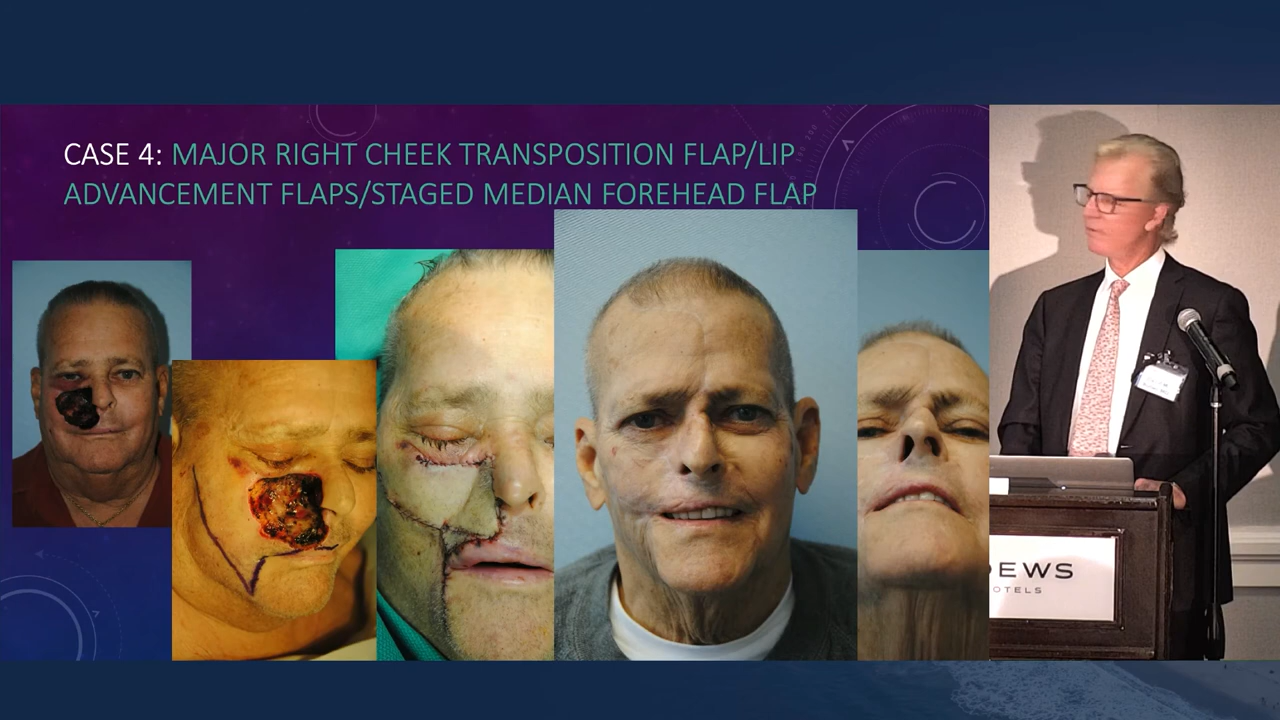 CASE 4: MAJOR RIGHT CHEEK TRANSPOSITION FLAP/LIP
ADVANCEMENT FLAPS/STAGED MEDIAN FOREHEAD FLAP
EWS
OTELS